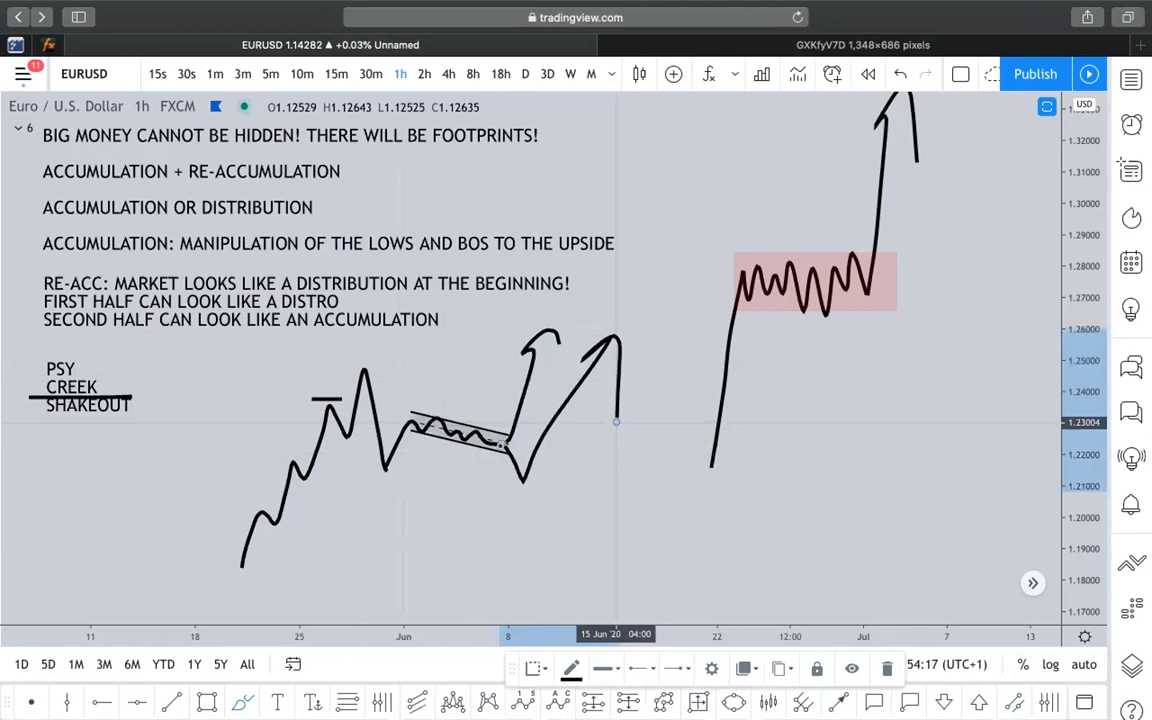 tradingview.com
EURUSD 1.14282 ▲ +0.03% Unnamed
GXKfyV7D 1,348×686 pixels
11
EURUSD 15s 30s 1m 3m 5m 10m 15m 30m 1h 2h 4h 8h 18h D 3D W M Publish
Euro / U.S. Dollar 1h FXCM O1.12529 H1.12643 L1.12525 C1.12635
USD
6
BIG MONEY CANNOT BE HIDDEN! THERE WILL BE FOOTPRINTS!
ACCUMULATION + RE-ACCUMULATION
ACCUMULATION OR DISTRIBUTION
ACCUMULATION: MANIPULATION OF THE LOWS AND BOS TO THE UPSIDE
RE-ACC: MARKET LOOKS LIKE A DISTRIBUTION AT THE BEGINNING!
FIRST HALF CAN LOOK LIKE A DISTRO
SECOND HALF CAN LOOK LIKE AN ACCUMULATION
PSY
CREEK
SHAKEOUT
1.32000
1.31000
1.30000
1.29000
1.28000
1.27000
1.26000
1.25000
1.24000
1.23004
1.22000
1.21000
1.20000
1.19000
1.18000
1.17000
11 18 25 Jun 8 15 Jun '20 04:00 22 12:00 Jul 7 13
1D 5D 1M 3M 6M YTD 1Y 5Y All 54:17 (UTC+1) % log auto